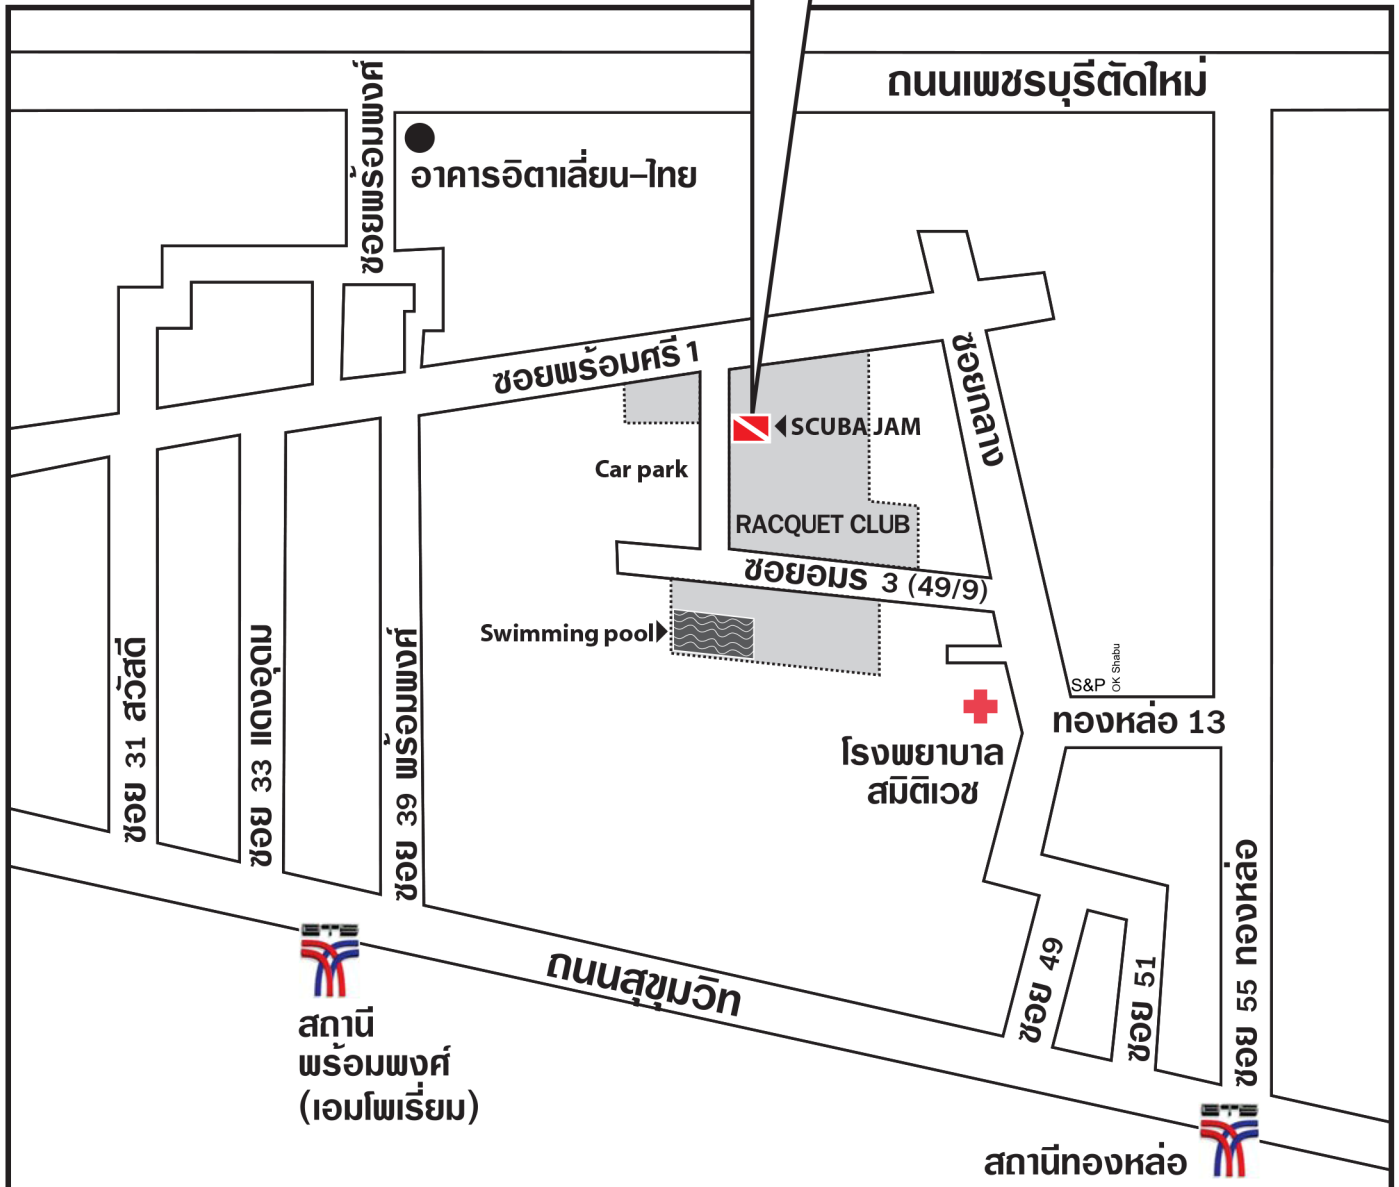 ถนนเพชรบุรีตัดใหม่
ซอยพร้อมพงษ์
อาคารอิตาเลี่ยน–ไทย
ซอยพร้อมศรี 1
ซอยกลาง
SCUBA JAM
Car park
RACQUET CLUB
ซอยอมร 3 (49/9)
Swimming pool
S&P
OK Shabu
ทองหล่อ 13
โรงพยาบาล
สมิติเวช
ซอย 31 สวัสดี
ซอย 33 แดงอุดม
ซอย 39 พร้อมพงษ์
ซอย 49
ซอย 51
ซอย 55 ทองหล่อ
ถนนสุขุมวิท
BTS
สถานี
พร้อมพงศ์
(เอมโพเรี่ยม)
BTS
สถานีทองหล่อ